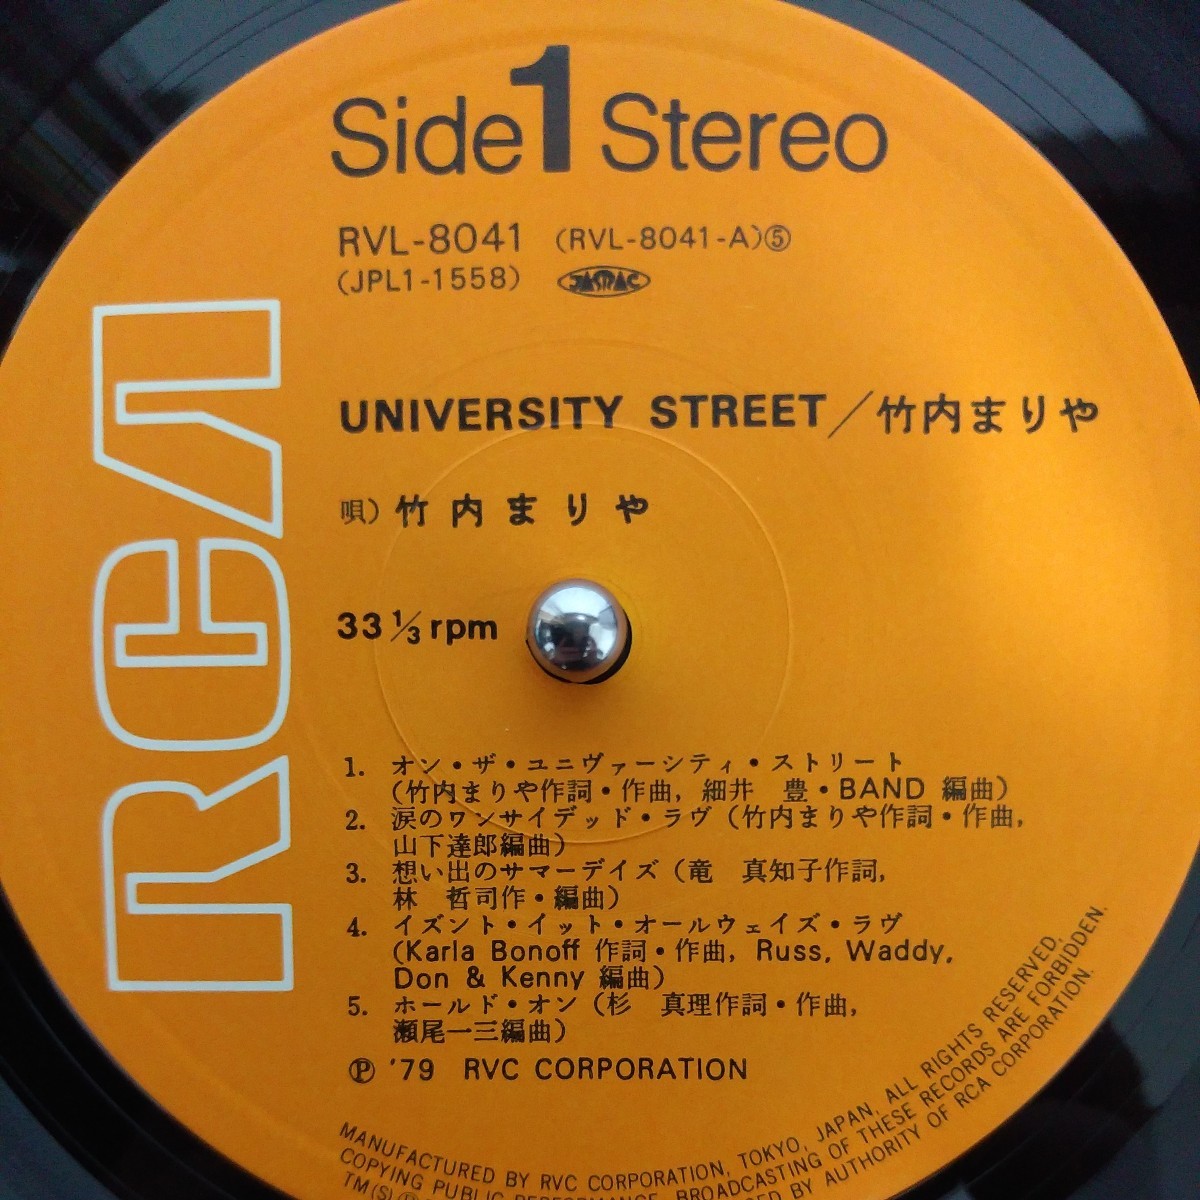 Side 1 Stereo
RVL-8041 (RVL-8041-A)⑤
(JPL1-1558) JASRAC
RCA
UNIVERSITY STREET/竹内まりや
唄)竹内まりや
33 1/3 rpm
1. オン・ザ・ユニヴァーシティ・ストリート
(竹内まりや作詞・作曲, 細井 豊・BAND 編曲)
2. 涙のワンサイデッド・ラヴ(竹内まりや作詞・作曲,
山下達郎編曲)
3. 想い出のサマーデイズ(竜 真知子作詞,
林 哲司作・編曲)
4. イズント・イット・オールウェイズ・ラヴ
(Karla Bonoff 作詞・作曲, Russ, Waddy,
Don & Kenny 編曲)
5. ホールド・オン(杉 真理作詞・作曲,
瀬尾一三編曲)
Ⓟ '79 RVC CORPORATION
MANUFACTURED BY RVC CORPORATION, TOKYO, JAPAN, ALL RIGHTS RESERVED,
COPYING PUBLIC PERFORMANCE, BROADCASTING OF THESE RECORDS ARE FORBIDDEN.
TM(S) BY AUTHORITY OF RCA CORPORATION.